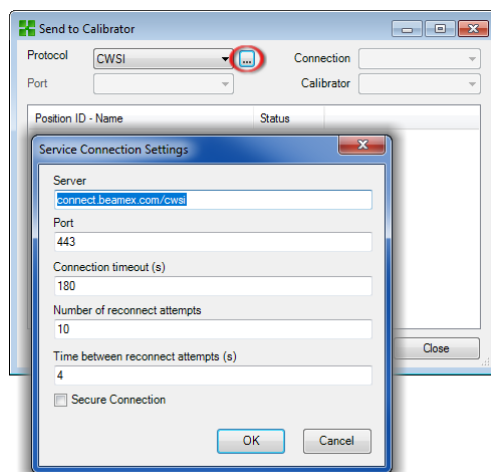 Send to Calibrator
Protocol CWSI ... Connection
Port Calibrator
Position ID - Name Status
Service Connection Settings
Server
connect.beamex.com/cwsi
Port
443
Connection timeout (s)
180
Number of reconnect attempts
10
Time between reconnect attempts (s)
4
Close
Secure Connection
OK Cancel